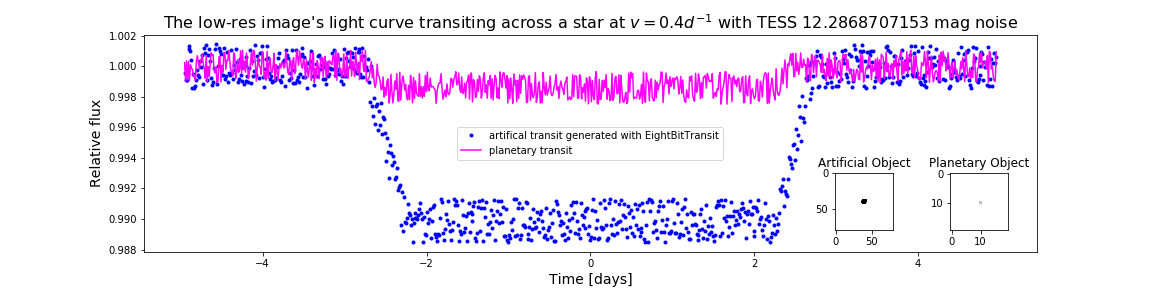 The low-res image's light curve transiting across a star at v = 0.4d⁻¹ with TESS 12.2868707153 mag noise
1.002
1.000
0.998
0.996
0.994
0.992
0.990
0.988
Relative flux
artifical transit generated with EightBitTransit
planetary transit
Artificial Object
0
50
0 50
Planetary Object
0
10
0 10
−4 −2 0 2 4
Time [days]